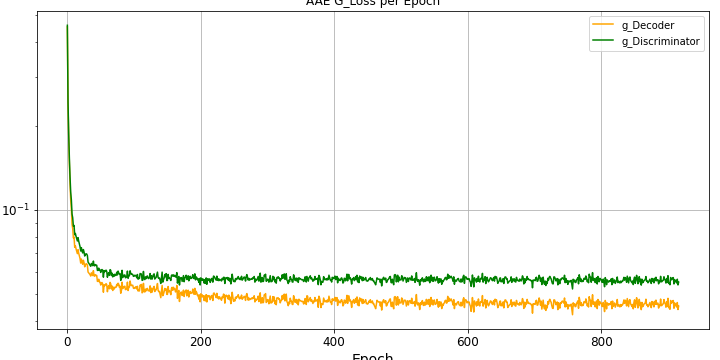 AAE G_Loss per Epoch
g_Decoder
g_Discriminator
10⁻¹
0
200
400
600
800
Epoch